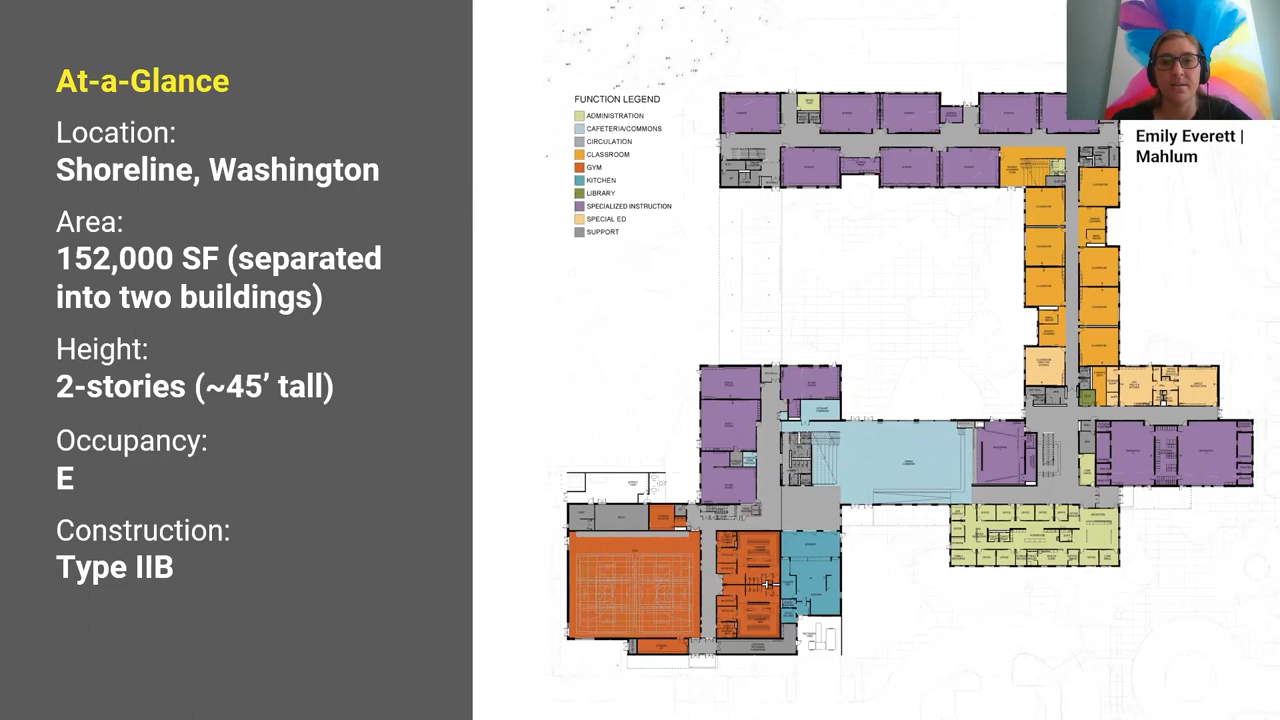 At-a-Glance
Location:
Shoreline, Washington
Area:
152,000 SF (separated
into two buildings)
Height:
2-stories (~45’ tall)
Occupancy:
E
Construction:
Type IIB
FUNCTION LEGEND
ADMINISTRATION
CAFETERIA/COMMONS
CIRCULATION
CLASSROOM
GYM
KITCHEN
LIBRARY
SPECIALIZED INSTRUCTION
SPECIAL ED
SUPPORT
Emily Everett |
Mahlum